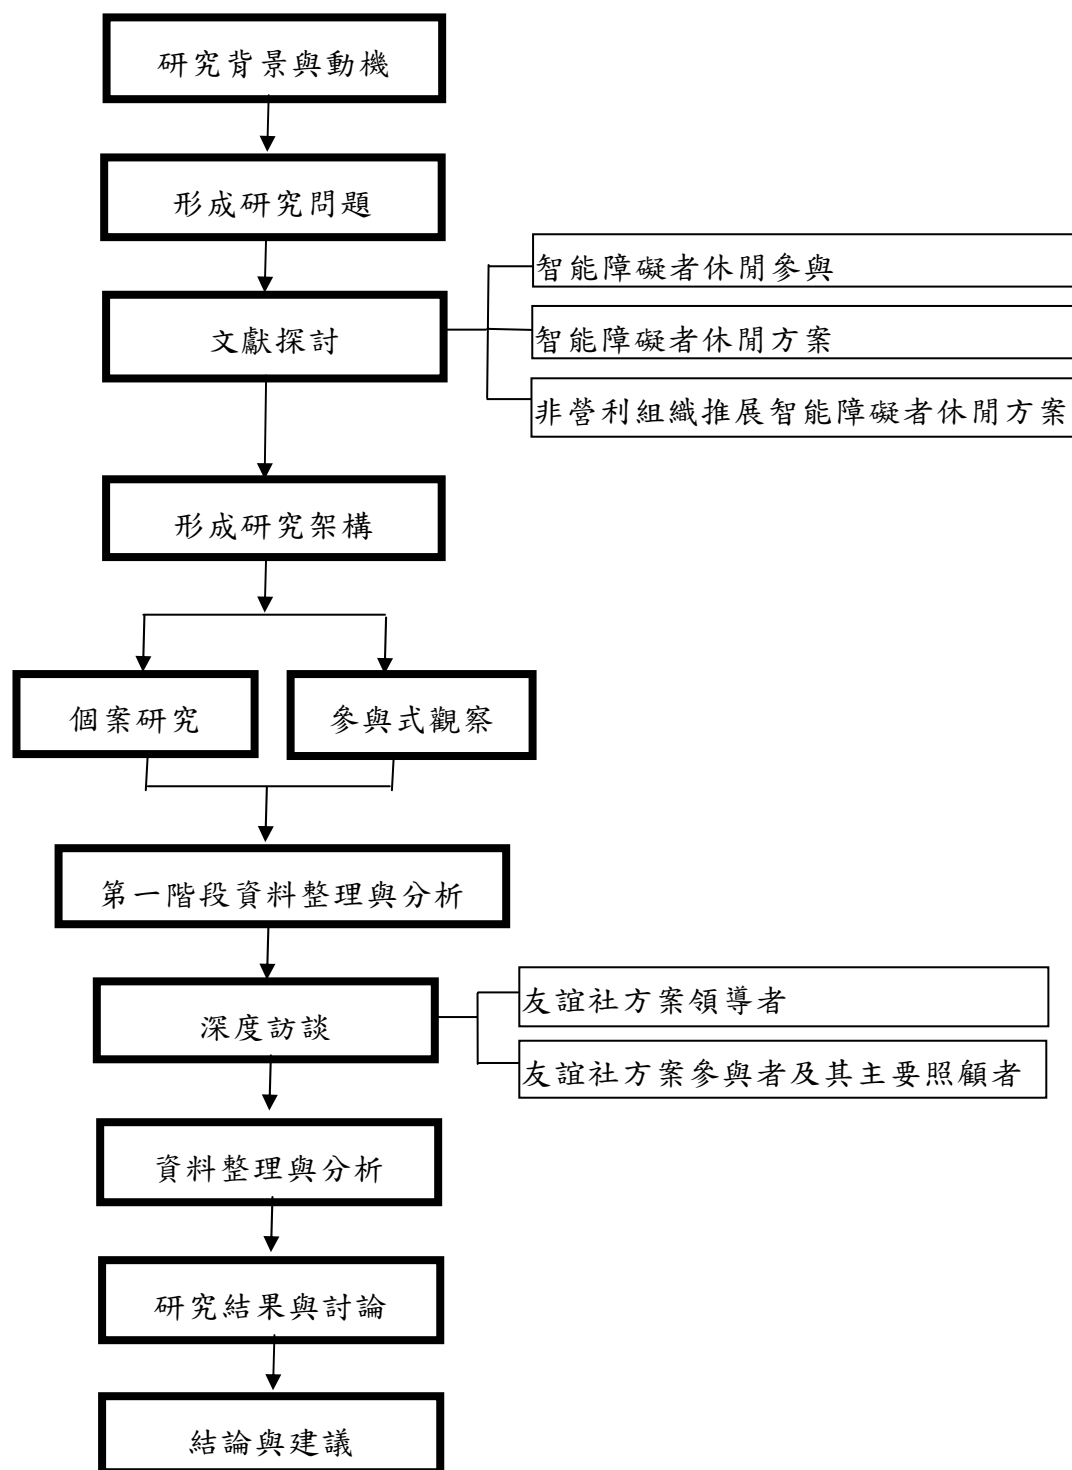 研究背景與動機
形成研究問題
文獻探討
智能障礙者休閒參與
智能障礙者休閒方案
非營利組織推展智能障礙者休閒方案
形成研究架構
個案研究
參與式觀察
第一階段資料整理與分析
深度訪談
友誼社方案領導者
友誼社方案參與者及其主要照顧者
資料整理與分析
研究結果與討論
結論與建議